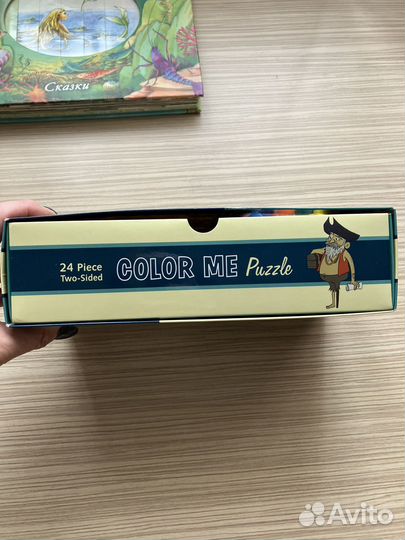 Сказки
24 Piece
Two-Sided
COLOR ME Puzzle
Avito